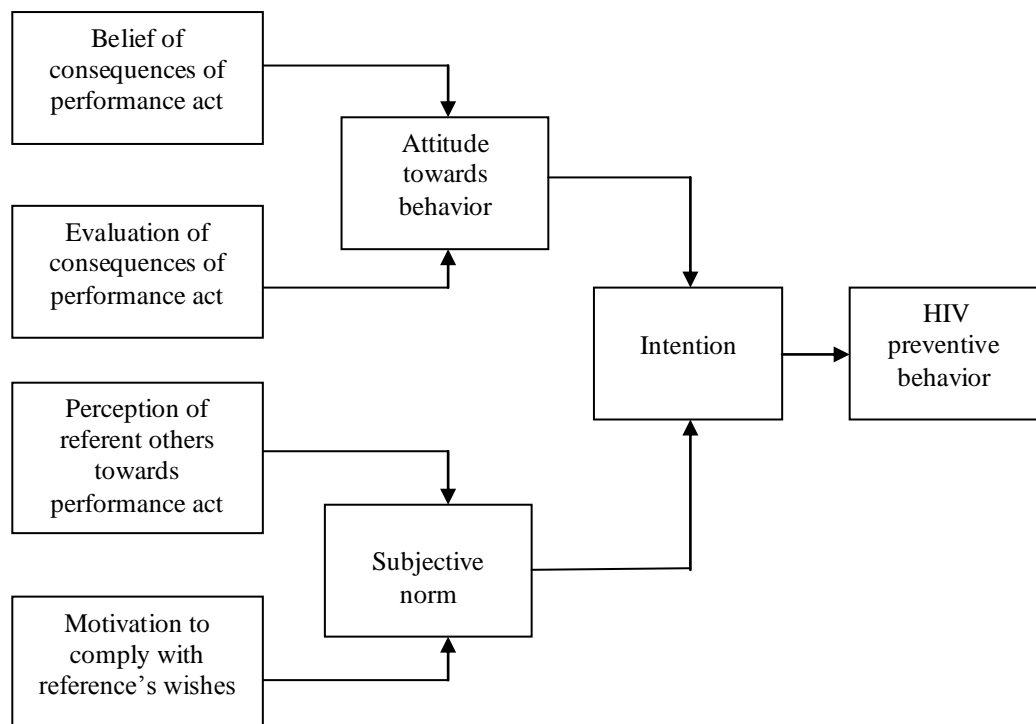 Belief of
consequences of
performance act
Attitude
towards
behavior
Evaluation of
consequences of
performance act
Intention
HIV
preventive
behavior
Perception of
referent others
towards
performance act
Subjective
norm
Motivation to
comply with
reference’s wishes